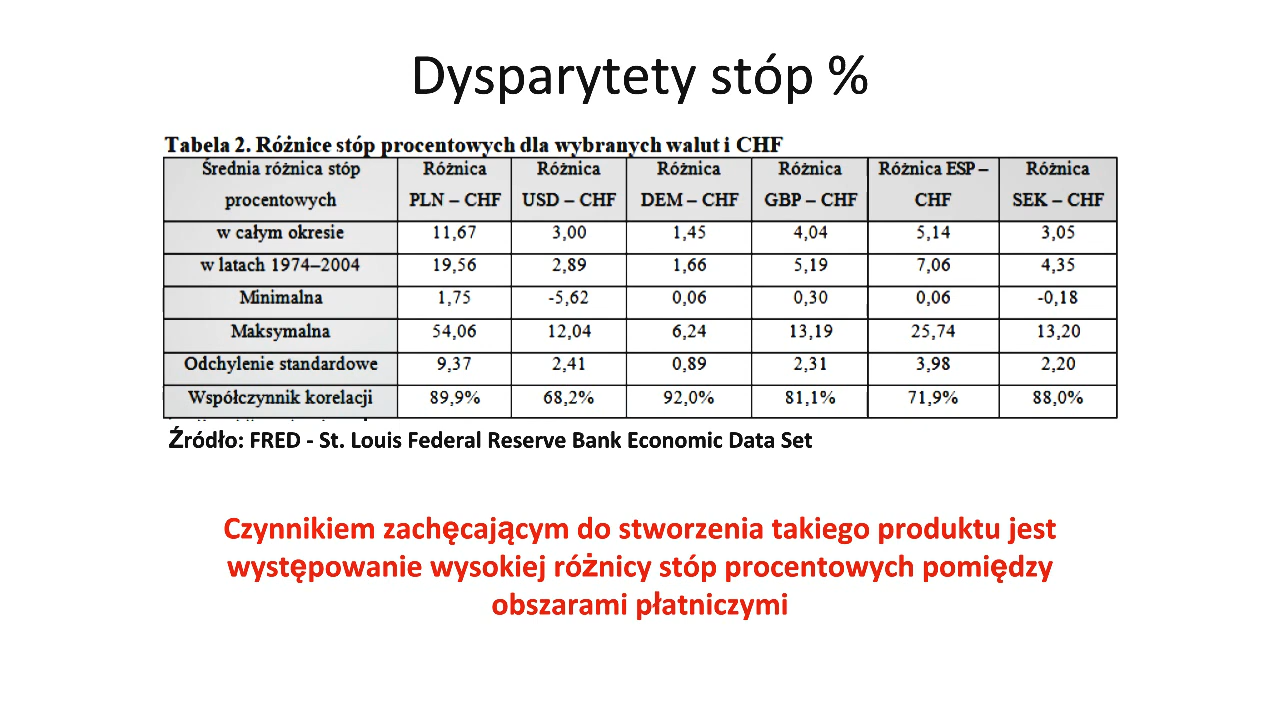 Dysparytety stóp %
Tabela 2. Różnice stóp procentowych dla wybranych walut i CHF
Średnia różnica stóp procentowych Różnica PLN – CHF Różnica USD – CHF Różnica DEM – CHF Różnica GBP – CHF Różnica ESP – CHF Różnica SEK – CHF
w całym okresie 11,67 3,00 1,45 4,04 5,14 3,05
w latach 1974–2004 19,56 2,89 1,66 5,19 7,06 4,35
Minimalna 1,75 -5,62 0,06 0,30 0,06 -0,18
Maksymalna 54,06 12,04 6,24 13,19 25,74 13,20
Odchylenie standardowe 9,37 2,41 0,89 2,31 3,98 2,20
Współczynnik korelacji 89,9% 68,2% 92,0% 81,1% 71,9% 88,0%
Źródło: FRED - St. Louis Federal Reserve Bank Economic Data Set
Czynnikiem zachęcającym do stworzenia takiego produktu jest
występowanie wysokiej różnicy stóp procentowych pomiędzy
obszarami płatniczymi